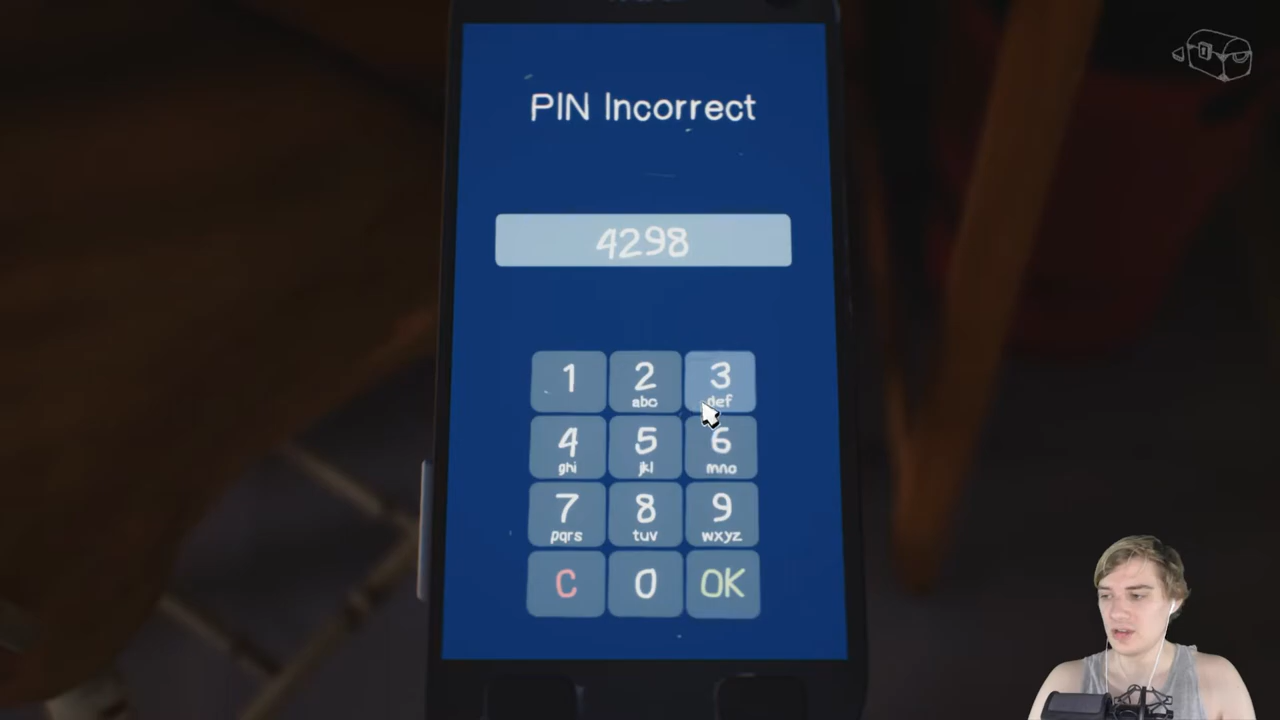 PIN Incorrect
4298
1 2 3
abc def
4 5 6
ghi jkl mno
7 8 9
pqrs tuv wxyz
C 0 OK